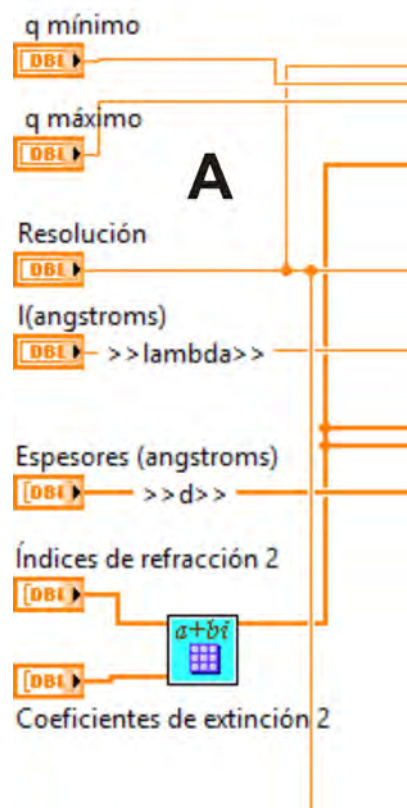 q mínimo
DBL
q máximo
DBL
A
Resolución
DBL
l(angstroms)
DBL >>lambda>>
Espesores (angstroms)
[DBL] >>d>>
Índices de refracción 2
[DBL]
a+bi
[DBL]
Coeficientes de extinción 2